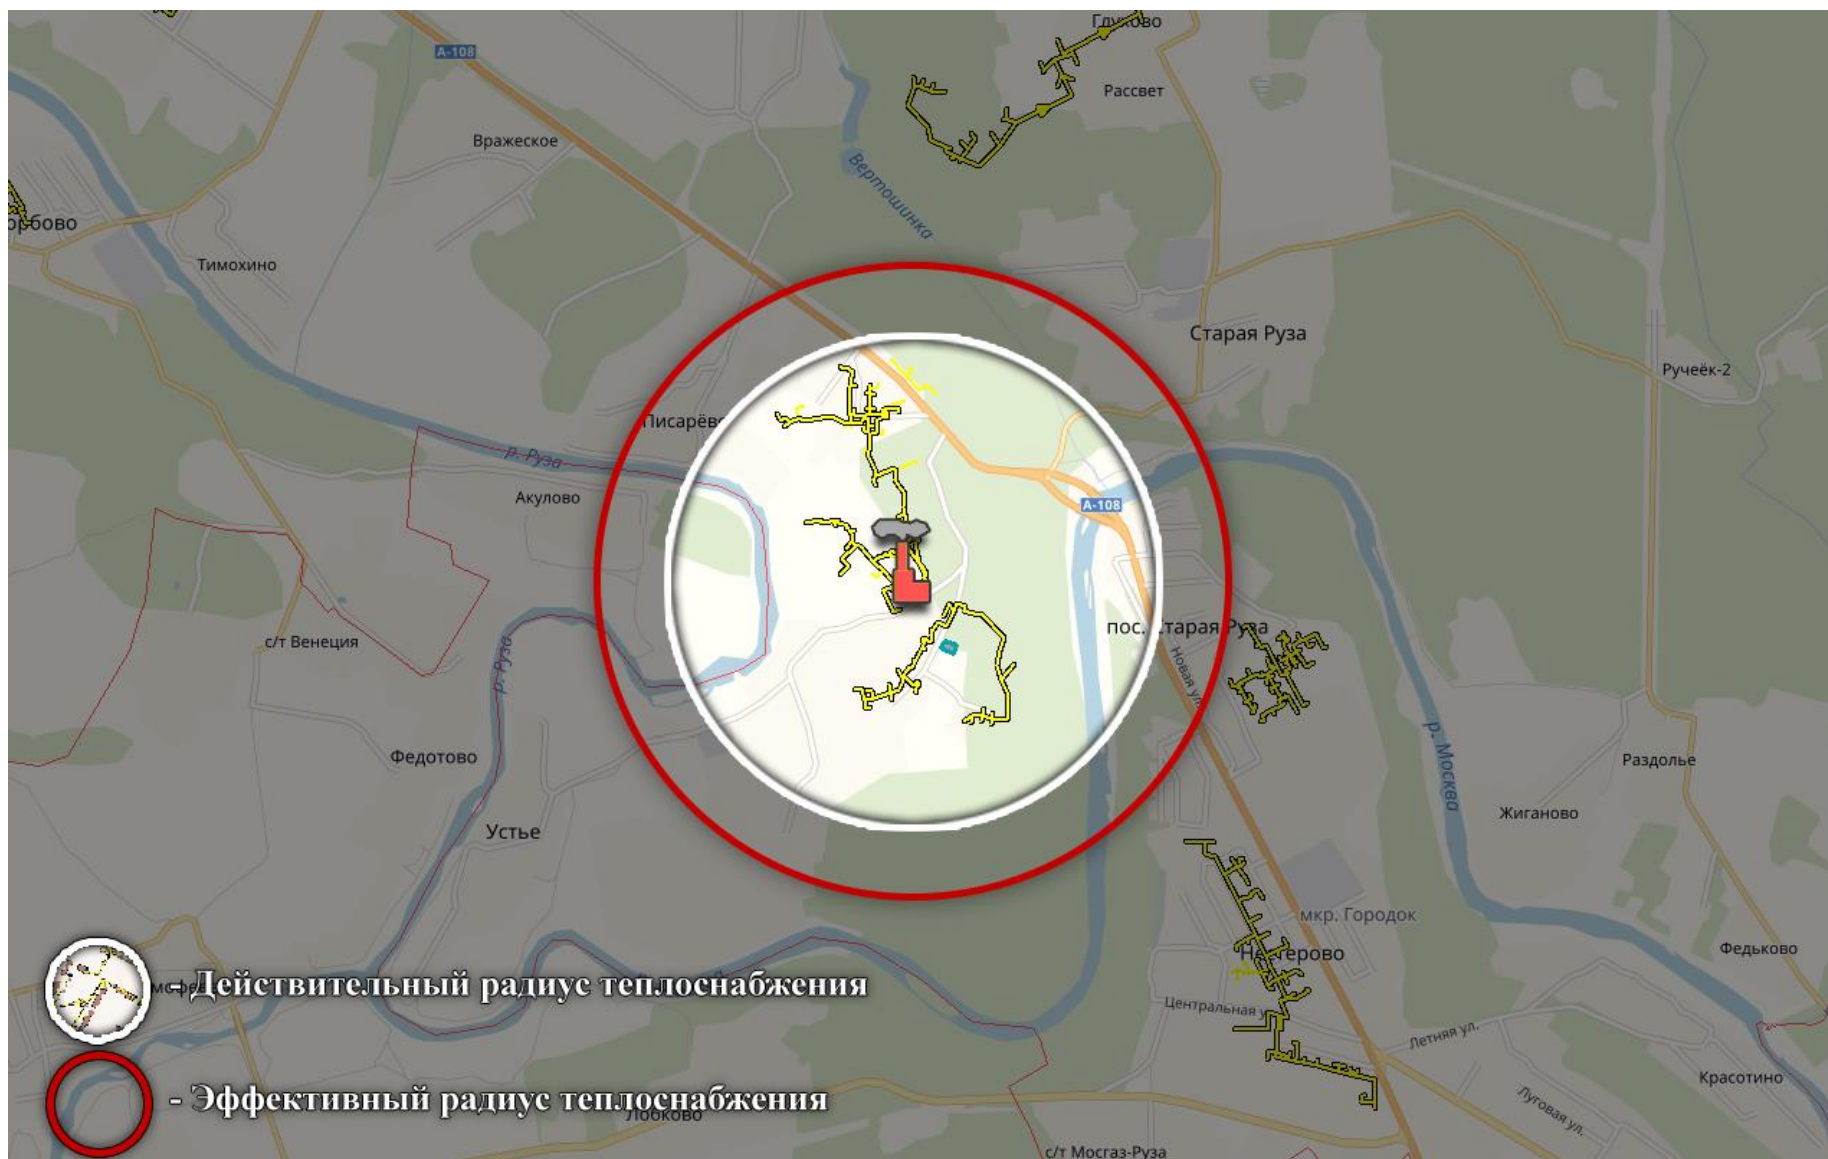 Глухово
А-108
Рассвет
Вражеское
Вертошинка
орбово
Тимохино
Старая Руза
Ручеёк-2
Писарёво
р. Руза
Акулово
А-108
пос. Старая Руза
с/т Венеция
р. Руза
Новая ул.
р. Москва
Федотово
Раздолье
Жиганово
Устье
мкр. Городок
Нестерово
Федьково
- Действительный радиус теплоснабжения
Центральная у
Летняя ул.
Красотино
- Эффективный радиус теплоснабжения
Лобково
Луговая ул.
с/т Мосгаз-Руза